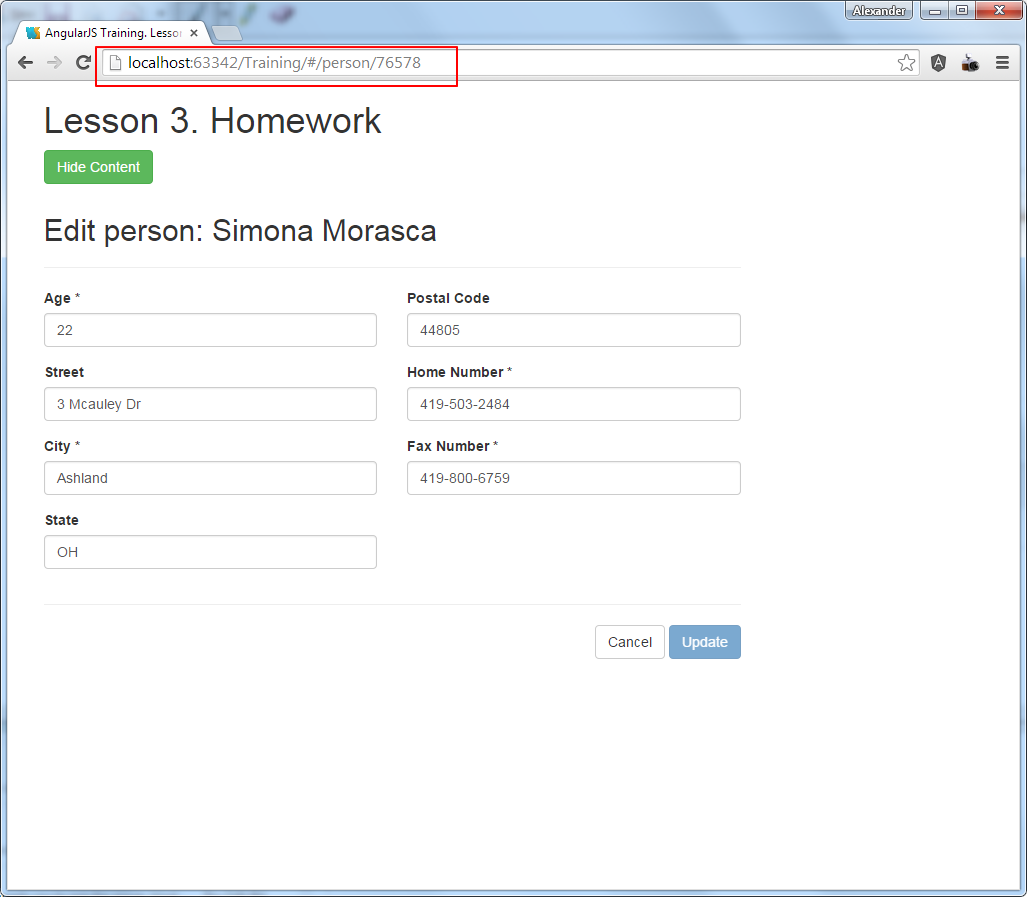 Alexander
AngularJS Training. Lesso
localhost:63342/Training/#/person/76578
Lesson 3. Homework
Hide Content
Edit person: Simona Morasca
Age *
22
Postal Code
44805
Street
3 Mcauley Dr
Home Number *
419-503-2484
City *
Ashland
Fax Number *
419-800-6759
State
OH
Cancel
Update